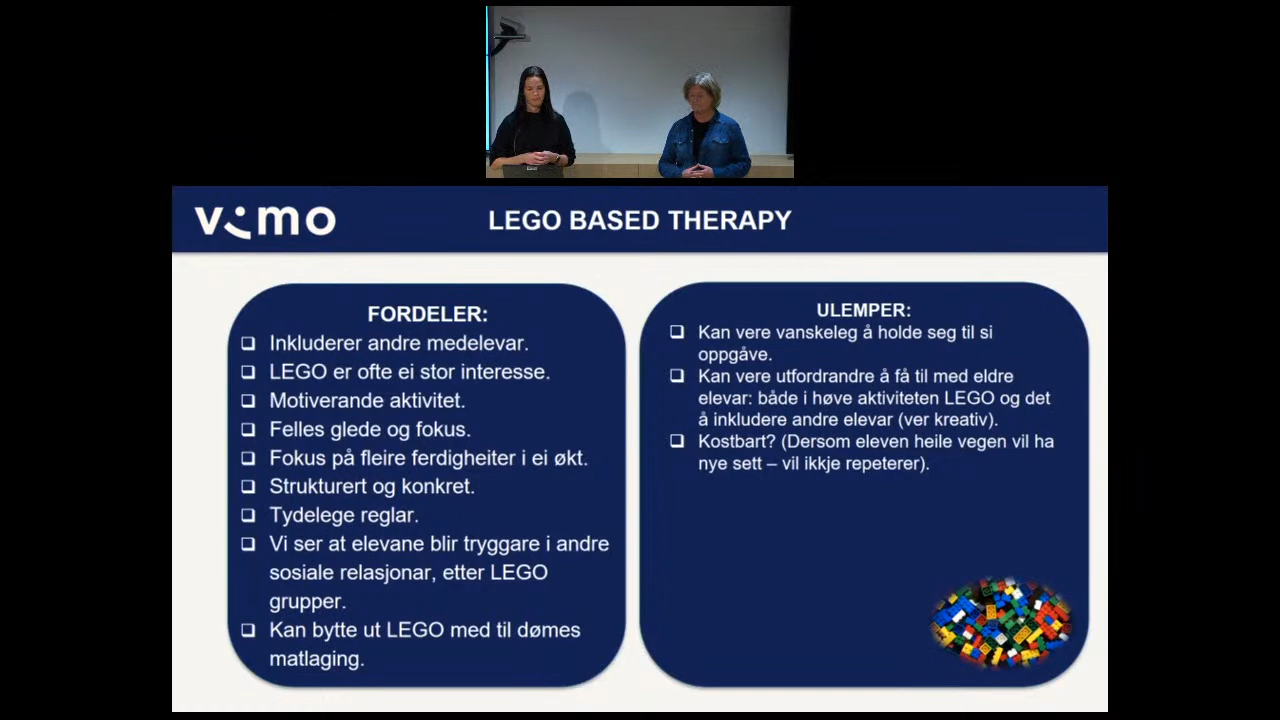 vimo
LEGO BASED THERAPY
FORDELER:
Inkluderer andre medelevar.
LEGO er ofte ei stor interesse.
Motiverande aktivitet.
Felles glede og fokus.
Fokus på fleire ferdigheiter i ei økt.
Strukturert og konkret.
Tydelege reglar.
Vi ser at elevane blir tryggare i andre
sosiale relasjonar, etter LEGO
grupper.
Kan bytte ut LEGO med til dømes
matlaging.
ULEMPER:
Kan vere vanskeleg å holde seg til si
oppgåve.
Kan vere utfordrandre å få til med eldre
elevar: både i høve aktiviteten LEGO og det
å inkludere andre elevar (ver kreativ).
Kostbart? (Dersom eleven heile vegen vil ha
nye sett – vil ikkje repeterer).